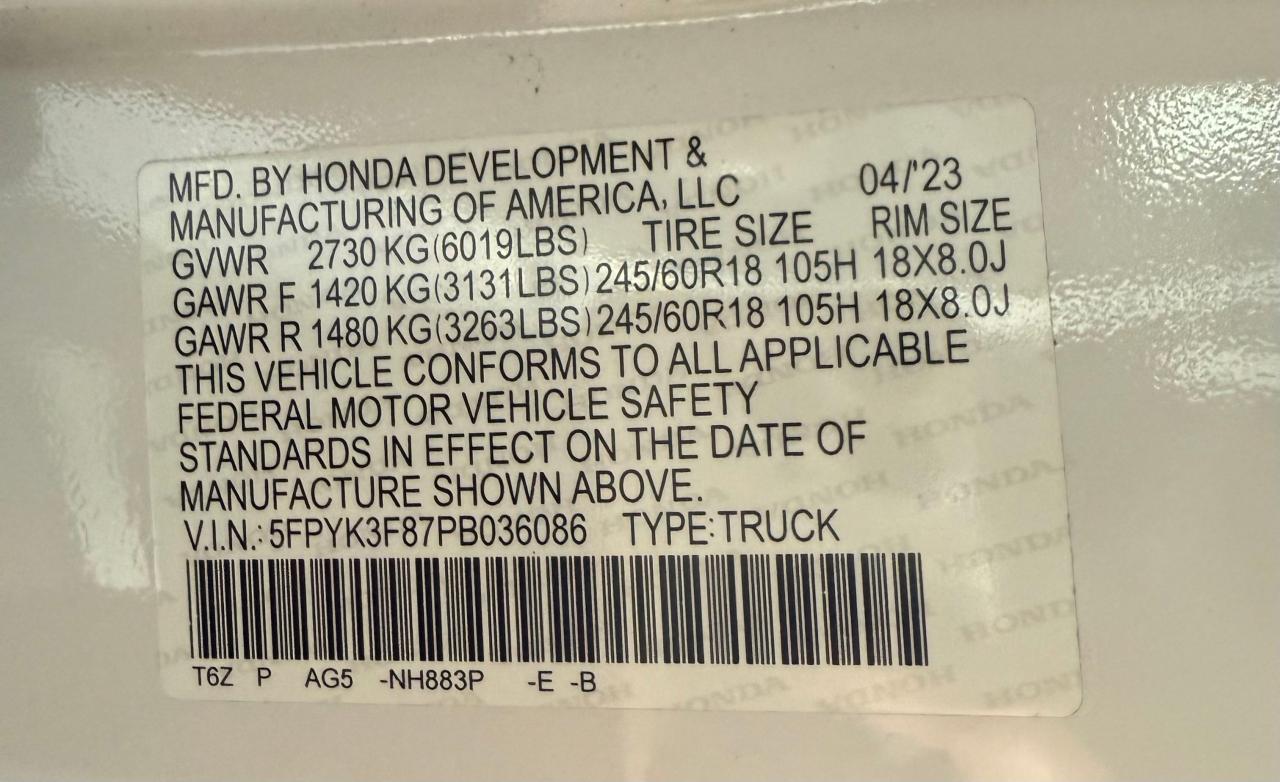 MFD. BY HONDA DEVELOPMENT &
MANUFACTURING OF AMERICA, LLC 04/'23
GVWR 2730 KG(6019LBS) TIRE SIZE RIM SIZE
GAWR F 1420 KG(3131LBS) 245/60R18 105H 18X8.0J
GAWR R 1480 KG(3263LBS) 245/60R18 105H 18X8.0J
THIS VEHICLE CONFORMS TO ALL APPLICABLE
FEDERAL MOTOR VEHICLE SAFETY
STANDARDS IN EFFECT ON THE DATE OF
MANUFACTURE SHOWN ABOVE.
V.I.N.: 5FPYK3F87PB036086 TYPE: TRUCK
T6Z P AG5 -NH883P -E -B